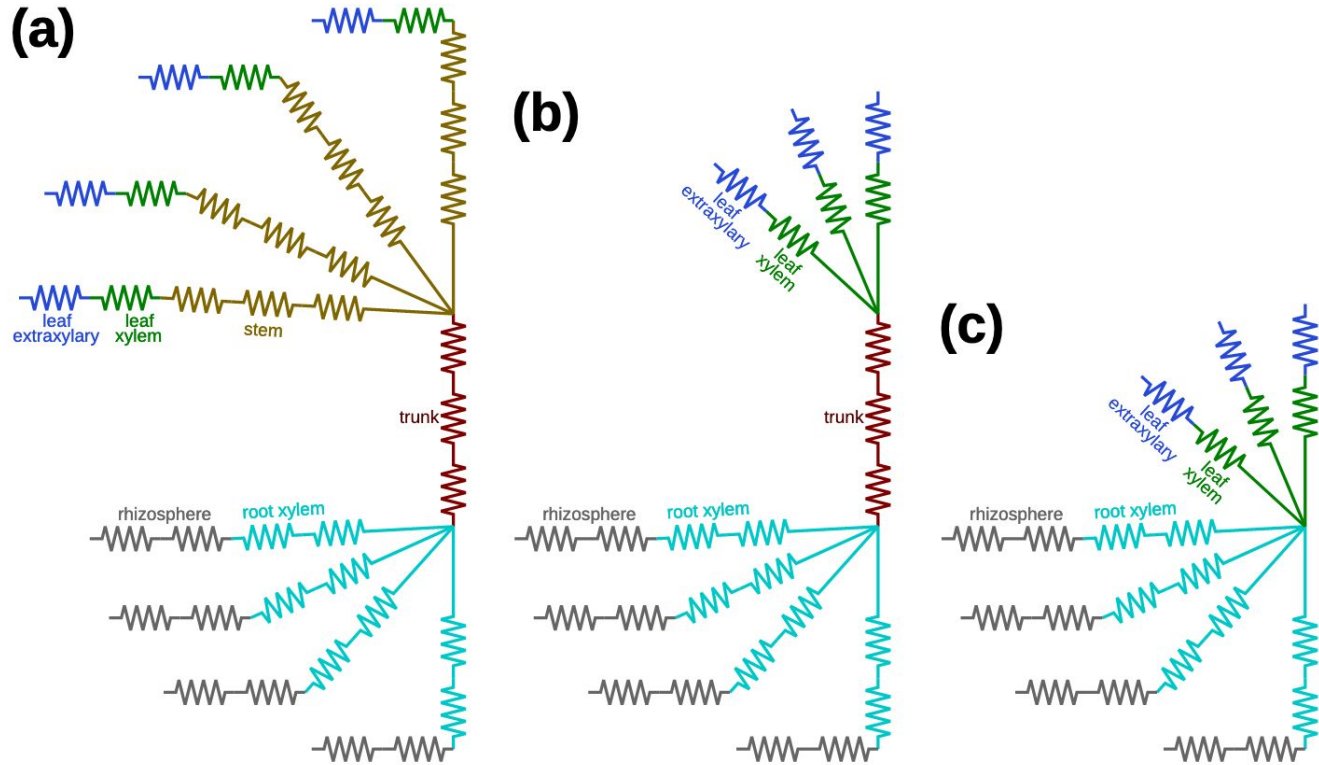 (a)
leaf
extraxylary
leaf
xylem
stem
trunk
rhizosphere
root xylem
(b)
leaf
extraxylary
leaf
xylem
trunk
rhizosphere
root xylem
(c)
leaf
extraxylary
leaf
xylem
rhizosphere
root xylem